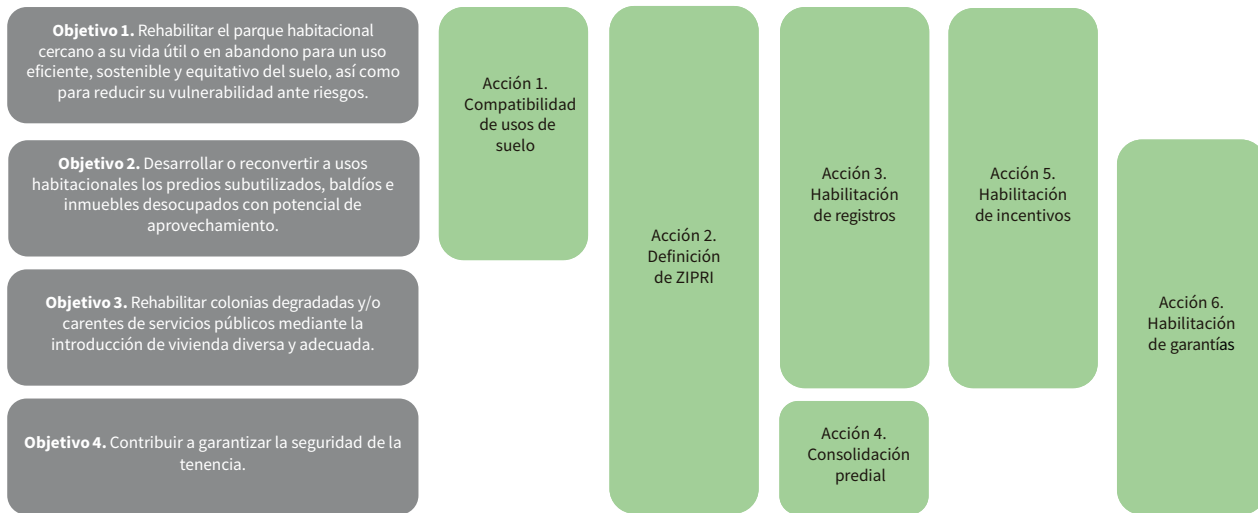 Objetivo 1. Rehabilitar el parque habitacional
cercano a su vida útil o en abandono para un uso
eficiente, sostenible y equitativo del suelo, así como
para reducir su vulnerabilidad ante riesgos.
Objetivo 2. Desarrollar o reconvertir a usos
habitacionales los predios subutilizados, baldíos e
inmuebles desocupados con potencial de
aprovechamiento.
Objetivo 3. Rehabilitar colonias degradadas y/o
carentes de servicios públicos mediante la
introducción de vivienda diversa y adecuada.
Objetivo 4. Contribuir a garantizar la seguridad de la
tenencia.
Acción 1.
Compatibilidad
de usos de
suelo
Acción 2.
Definición
de ZIPRI
Acción 3.
Habilitación
de registros
Acción 4.
Consolidación
predial
Acción 5.
Habilitación
de incentivos
Acción 6.
Habilitación
de garantías